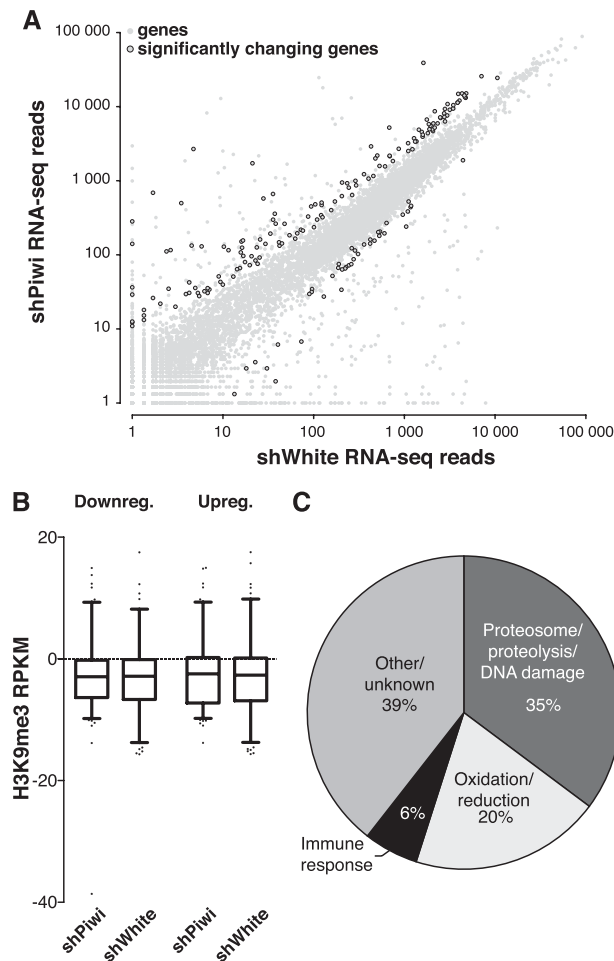 A
genes
significantly changing genes
100 000
10 000
1 000
100
10
1
shPiwi RNA-seq reads
1
10
100
1 000
10 000
100 000
shWhite RNA-seq reads
B
Downreg.
Upreg.
20
0
-20
-40
H3K9me3 RPKM
shPiwi
shWhite
shPiwi
shWhite
C
Proteosome/
proteolysis/
DNA damage
35%
Other/
unknown
39%
Oxidation/
reduction
20%
6%
Immune
response